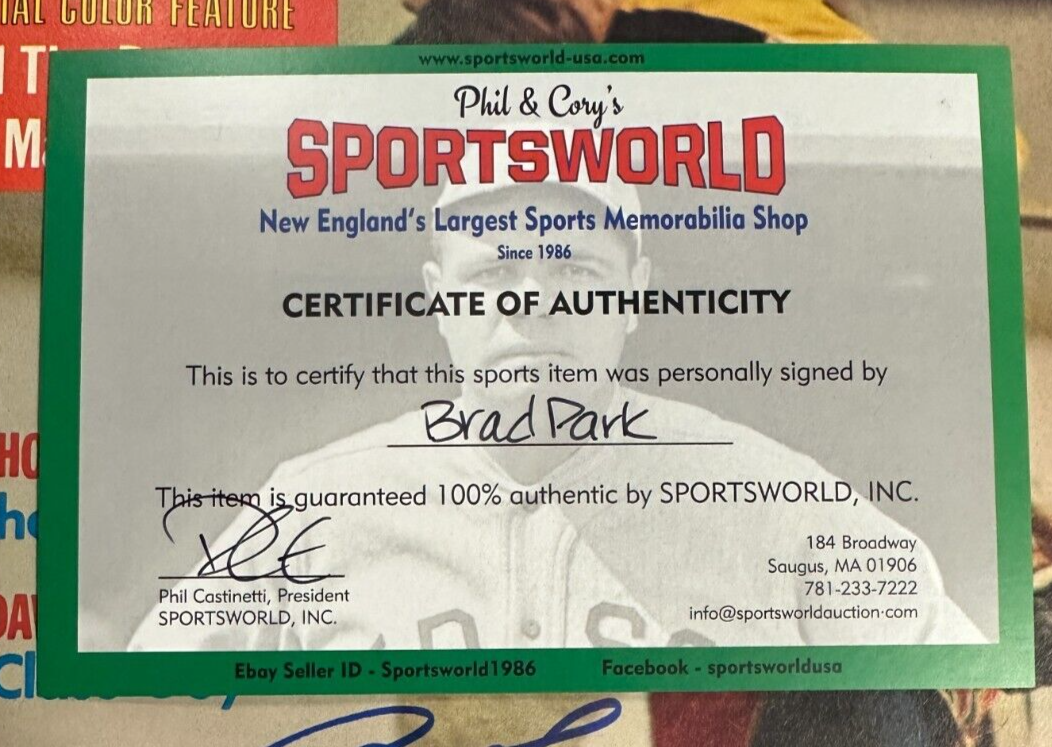 IAL COLOR FEATURE
www.sportsworld-usa.com
Phil & Cory's
SPORTSWORLD
New England's Largest Sports Memorabilia Shop
Since 1986
CERTIFICATE OF AUTHENTICITY
This is to certify that this sports item was personally signed by
Brad Park
This item is guaranteed 100% authentic by SPORTSWORLD, INC.
184 Broadway
Saugus, MA 01906
781-233-7222
info@sportsworldauction.com
Phil Castinetti, President
SPORTSWORLD, INC.
Ebay Seller ID - Sportsworld1986
Facebook - sportsworldusa